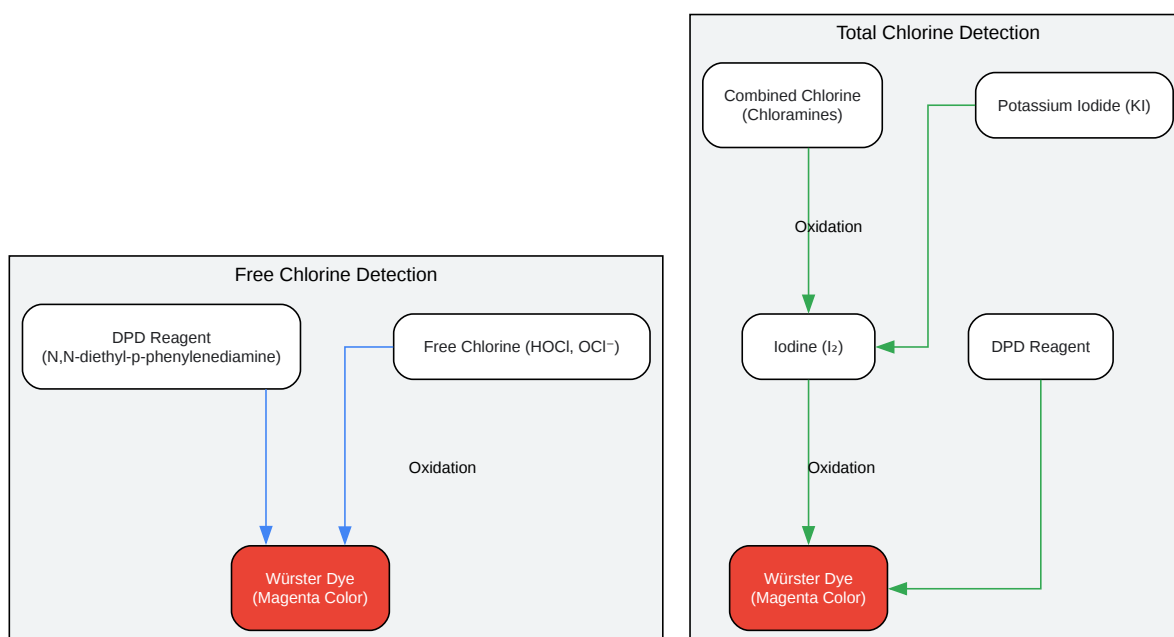 Free Chlorine Detection
DPD Reagent
(N,N-diethyl-p-phenylenediamine)
Free Chlorine (HOCl, OCl⁻)
Oxidation
Würster Dye
(Magenta Color)
Total Chlorine Detection
Combined Chlorine
(Chloramines)
Potassium Iodide (KI)
Oxidation
Iodine (I₂)
DPD Reagent
Oxidation
Würster Dye
(Magenta Color)